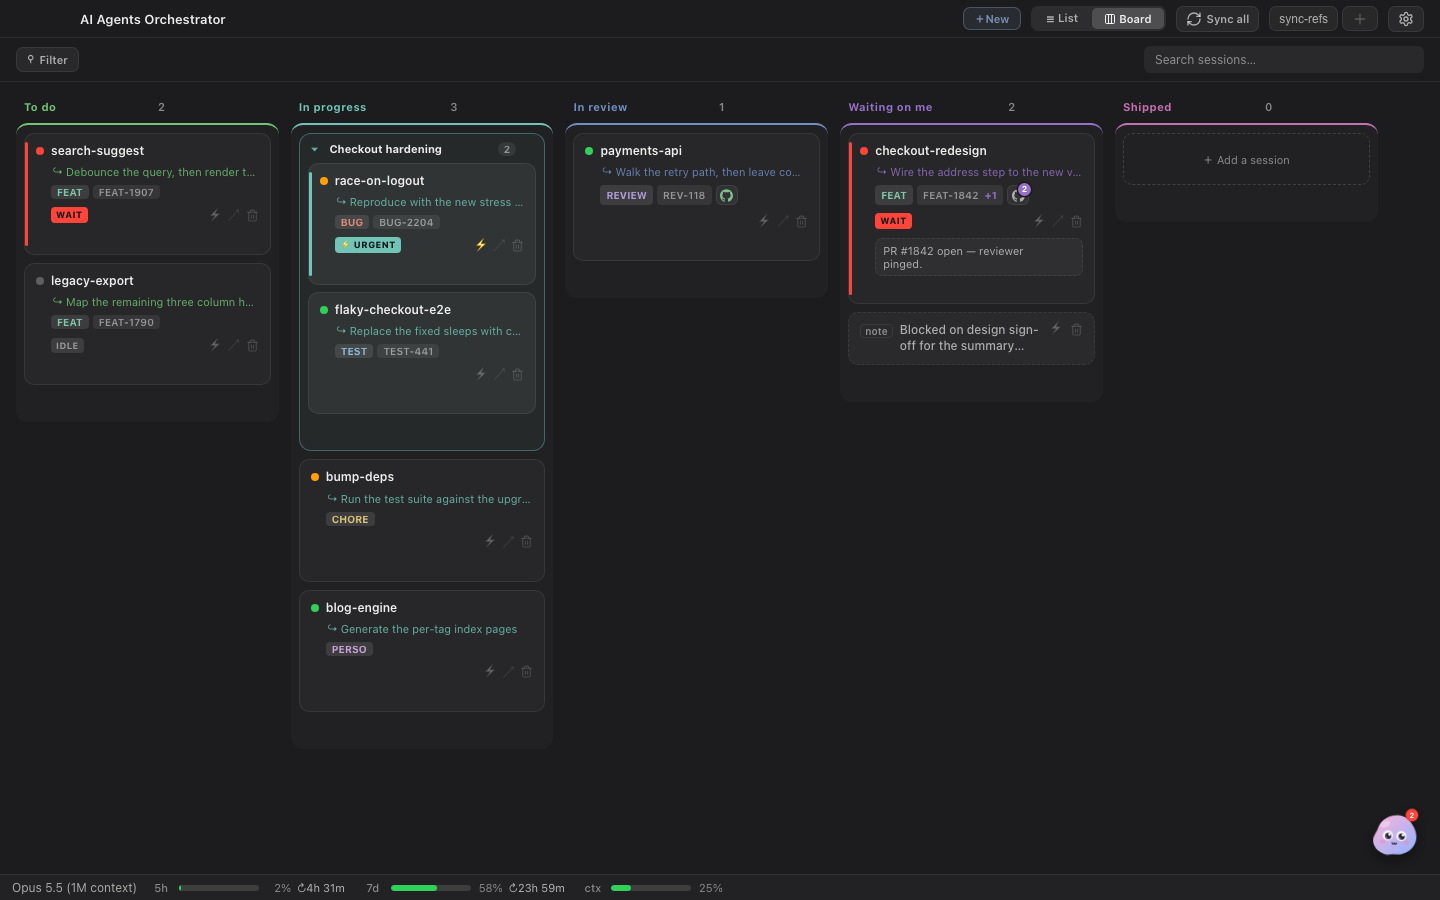 AI Agents Orchestrator
+ New
List
Board
Sync all
sync-refs
+
Filter
Search sessions...
To do
2
search-suggest
↪ Debounce the query, then render t...
FEAT
FEAT-1907
WAIT
legacy-export
↪ Map the remaining three column h...
FEAT
FEAT-1790
IDLE
In progress
3
Checkout hardening
2
race-on-logout
↪ Reproduce with the new stress ...
BUG
BUG-2204
⚡ URGENT
flaky-checkout-e2e
↪ Replace the fixed sleeps with c...
TEST
TEST-441
bump-deps
↪ Run the test suite against the upgr...
CHORE
blog-engine
↪ Generate the per-tag index pages
PERSO
In review
1
payments-api
↪ Walk the retry path, then leave co...
REVIEW
REV-118
Waiting on me
2
checkout-redesign
↪ Wire the address step to the new v...
FEAT
FEAT-1842 +1
2
WAIT
PR #1842 open — reviewer
pinged.
note
Blocked on design sign-
off for the summary...
Shipped
0
+ Add a session
2
Opus 5.5 (1M context)
5h
2% ↻4h 31m
7d
58% ↻23h 59m
ctx
25%